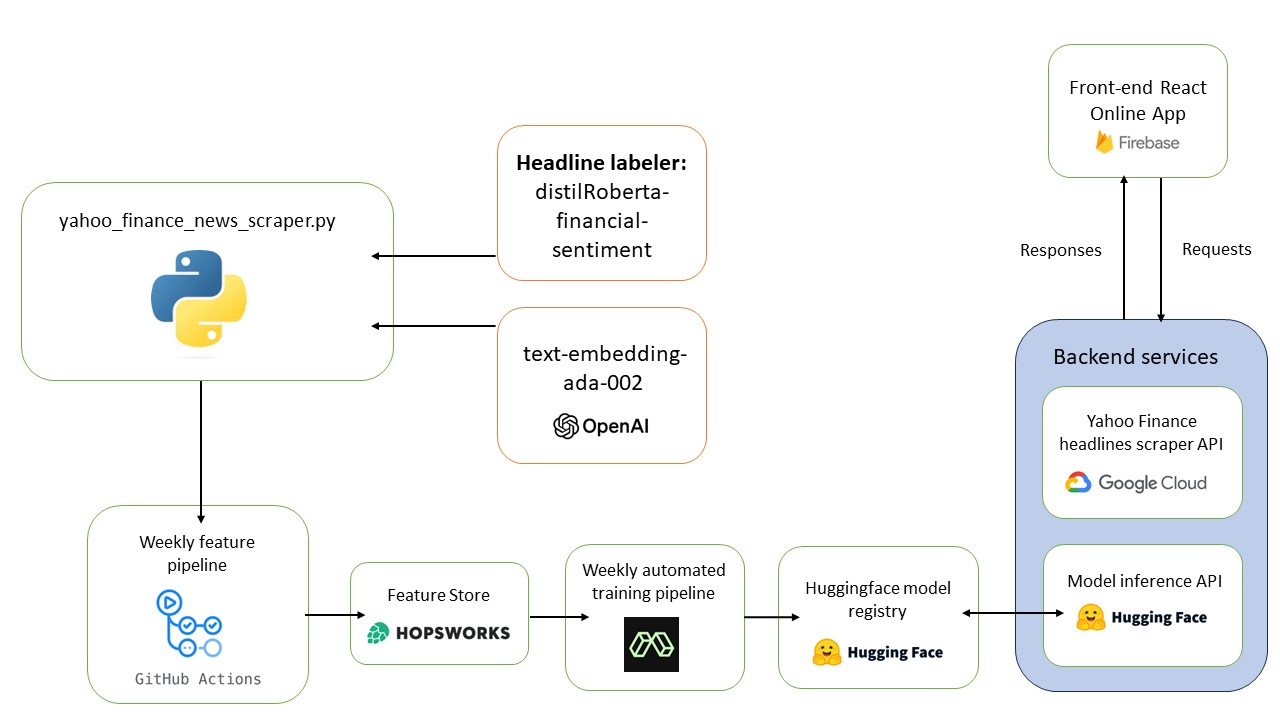 Front-end React
Online App
Firebase
Headline labeler:
distilRoberta-
financial-
sentiment
yahoo_finance_news_scraper.py
Responses
Requests
text-embedding-
ada-002
OpenAI
Backend services
Yahoo Finance
headlines scraper API
Google Cloud
Weekly feature
pipeline
GitHub Actions
Feature Store
HOPSWORKS
Weekly automated
training pipeline
Huggingface model
registry
Hugging Face
Model inference API
Hugging Face